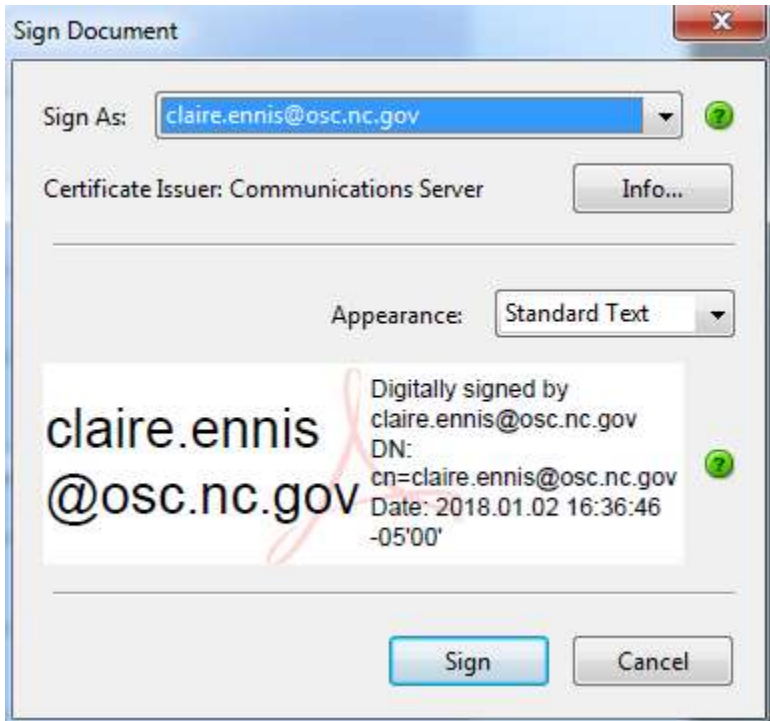 Sign Document
Sign As: claire.ennis@osc.nc.gov
Certificate Issuer: Communications Server Info...
Appearance: Standard Text
claire.ennis
@osc.nc.gov
Digitally signed by
claire.ennis@osc.nc.gov
DN:
cn=claire.ennis@osc.nc.gov
Date: 2018.01.02 16:36:46
-05'00'
Sign Cancel